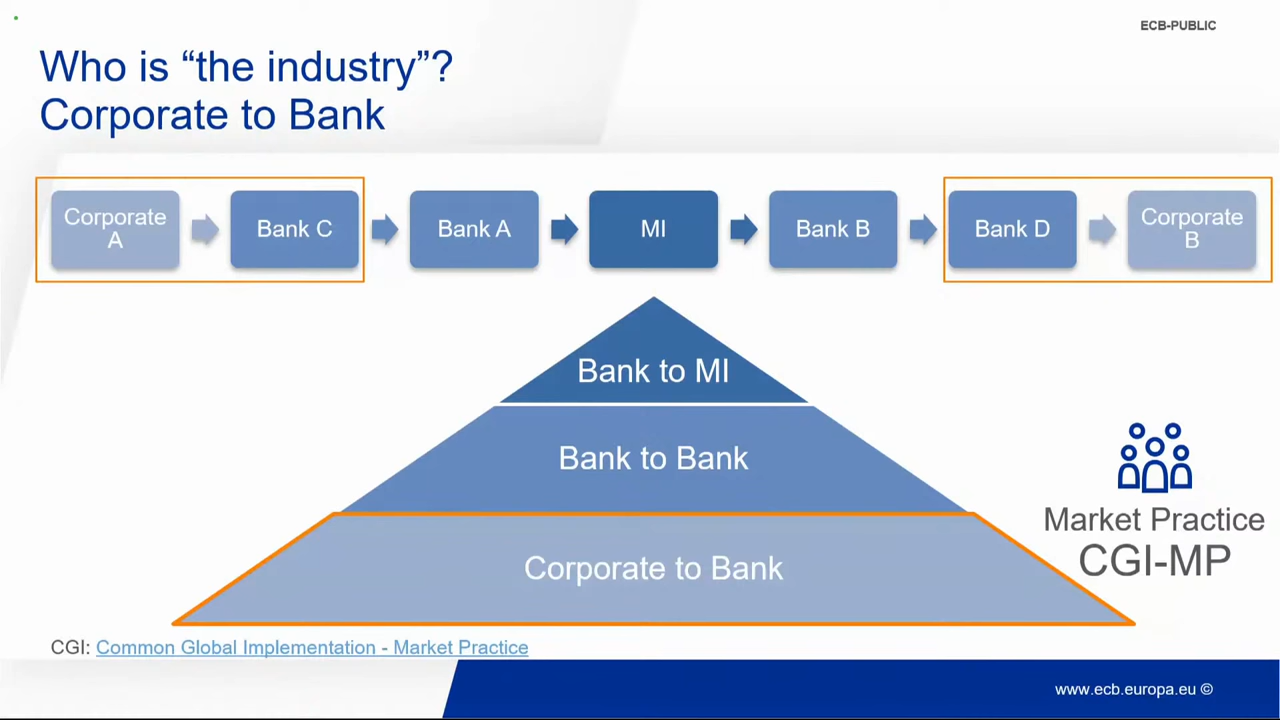 ECB-PUBLIC
Who is “the industry”?
Corporate to Bank
Corporate
A
Bank C
Bank A
MI
Bank B
Bank D
Corporate
B
Bank to MI
Bank to Bank
Corporate to Bank
Market Practice
CGI-MP
CGI: Common Global Implementation - Market Practice
www.ecb.europa.eu ©